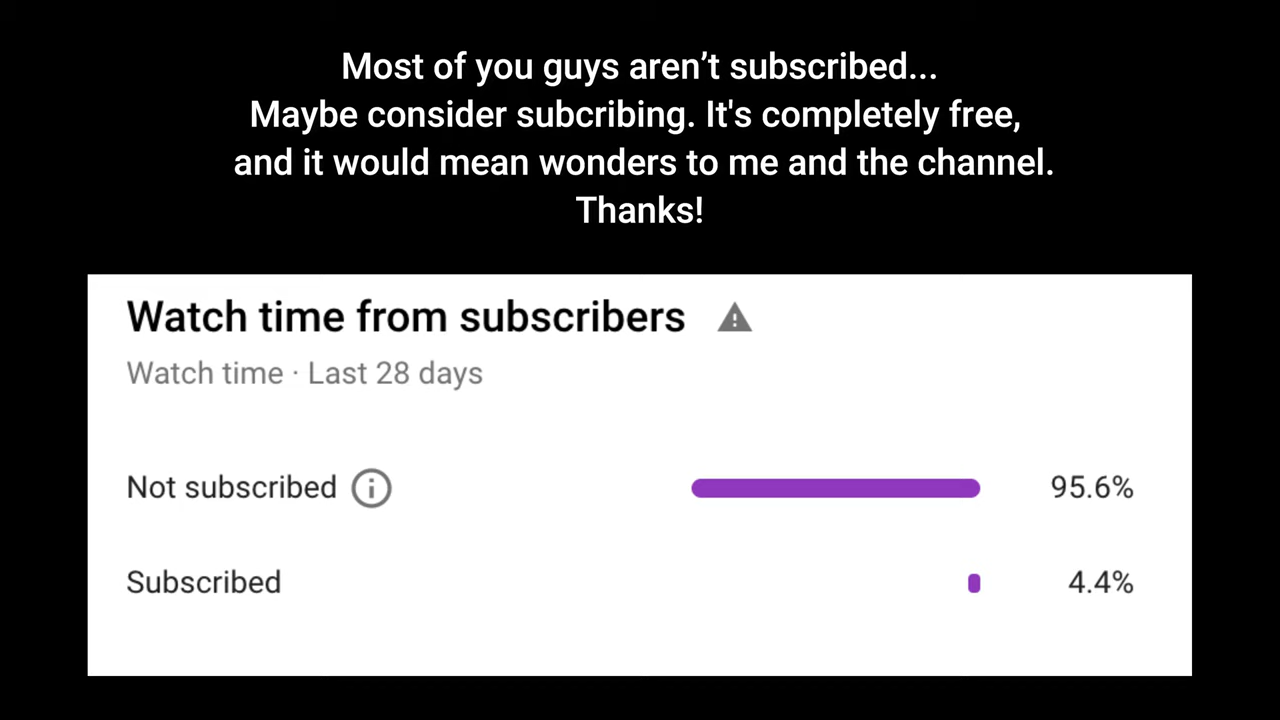 Most of you guys aren’t subscribed...
Maybe consider subcribing. It's completely free,
and it would mean wonders to me and the channel.
Thanks!
Watch time from subscribers
Watch time · Last 28 days
Not subscribed 95.6%
Subscribed 4.4%